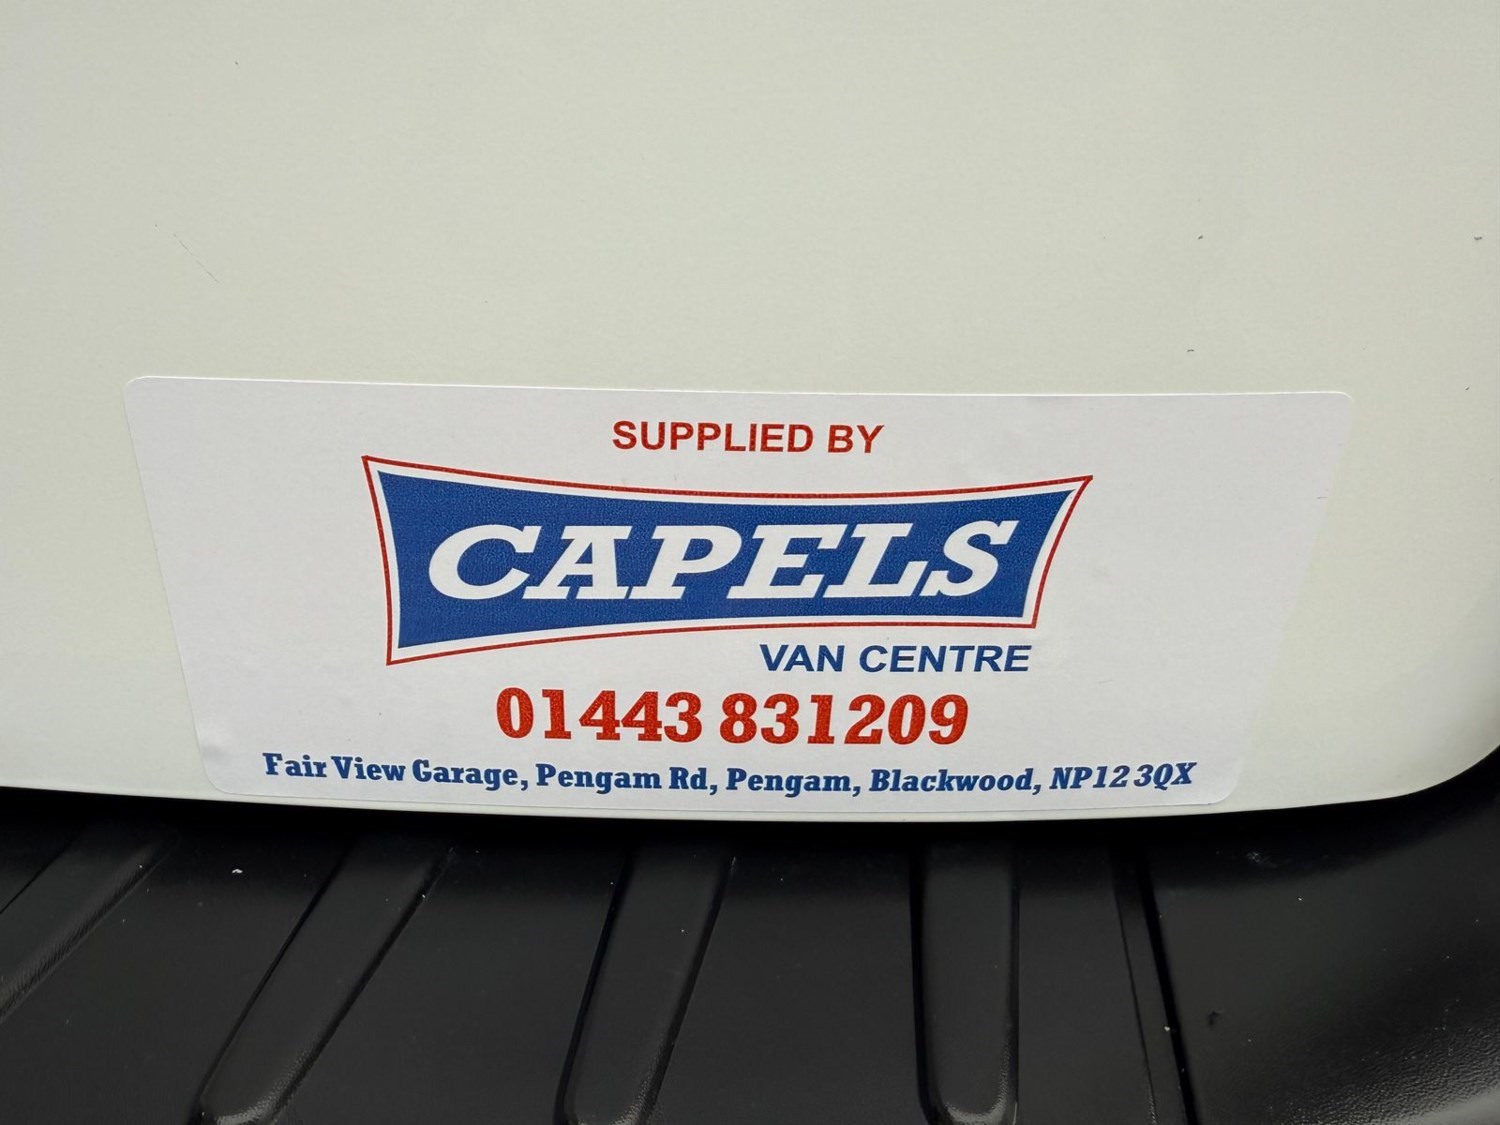 SUPPLIED BY
CAPELS
VAN CENTRE
01443 831209
Fair View Garage, Pengam Rd, Pengam, Blackwood, NP12 3QX